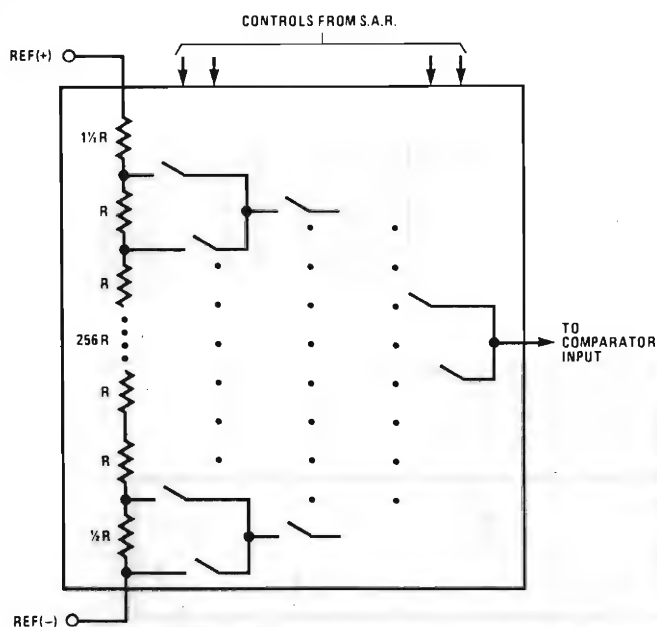 CONTROLS FROM S.A.R.
REF(+)
1½R
R
R
256R
R
R
½R
TO
COMPARATOR
INPUT
REF(−)